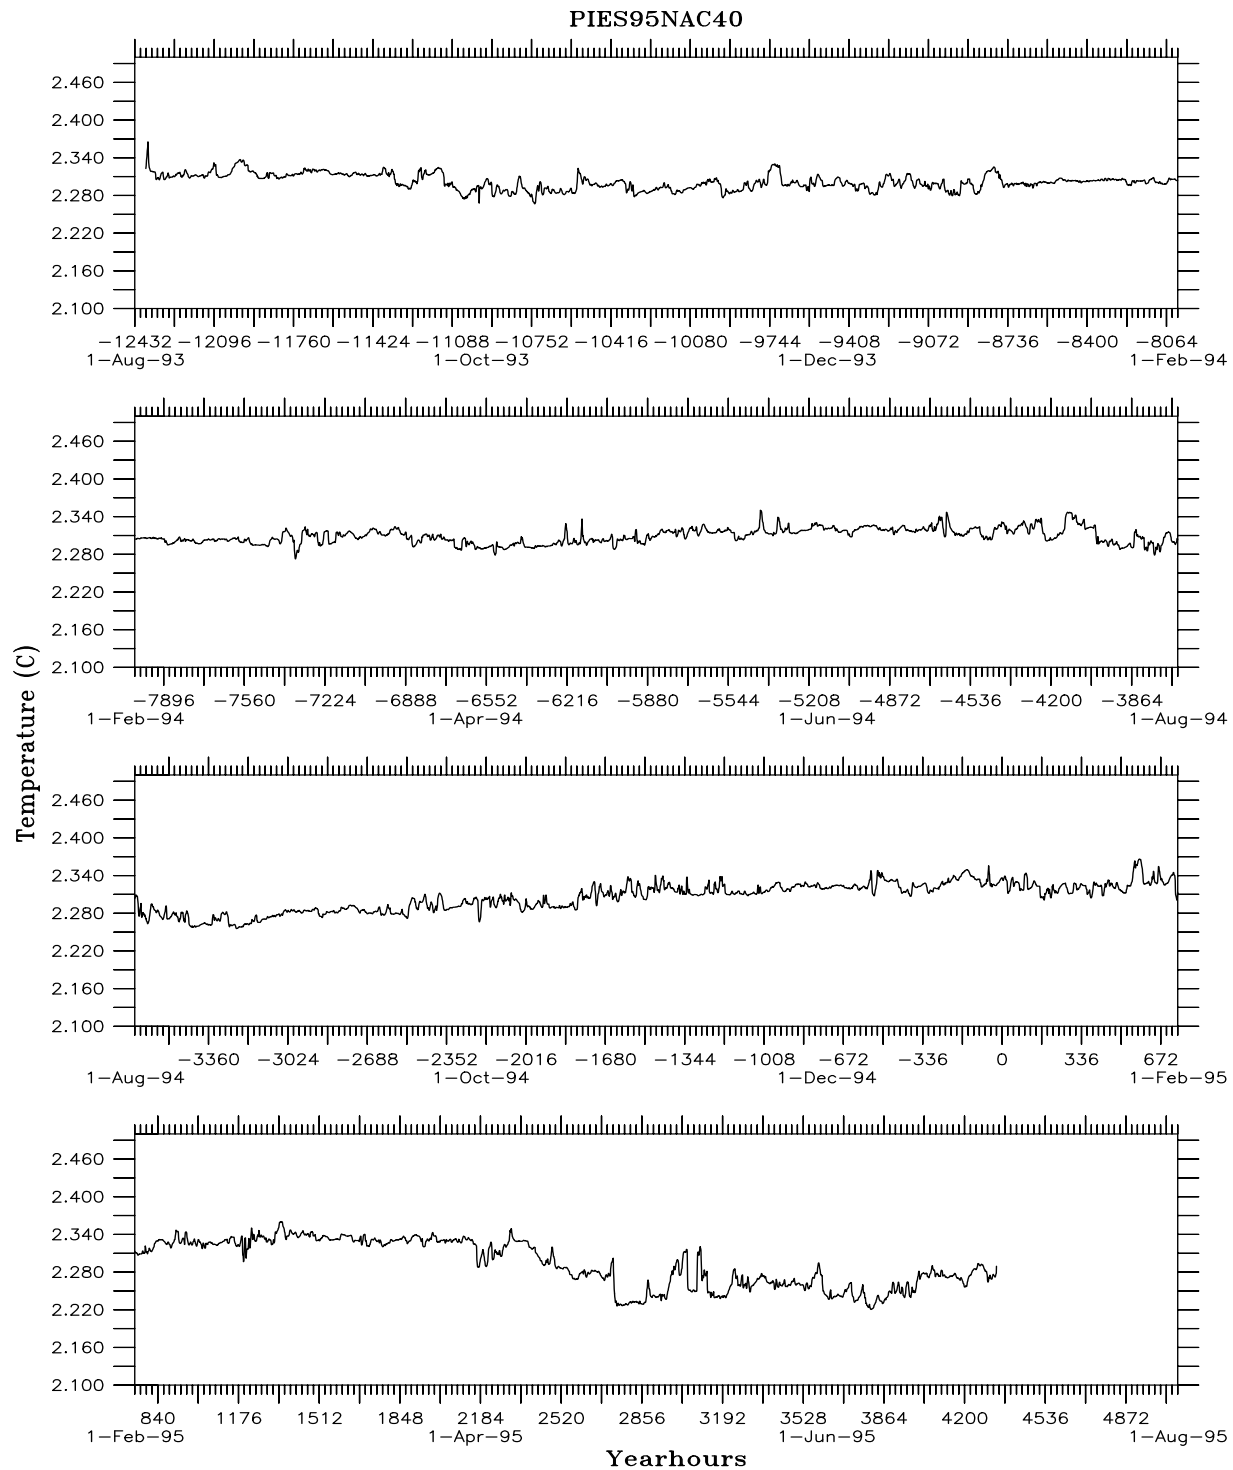 PIES95NAC40
2.460
2.400
2.340
2.280
2.220
2.160
2.100
−12432 −12096 −11760 −11424 −11088 −10752 −10416 −10080 −9744 −9408 −9072 −8736 −8400 −8064
1−Aug−93 1−Oct−93 1−Dec−93 1−Feb−94
2.460
2.400
2.340
2.280
2.220
2.160
2.100
−7896 −7560 −7224 −6888 −6552 −6216 −5880 −5544 −5208 −4872 −4536 −4200 −3864
1−Feb−94 1−Apr−94 1−Jun−94 1−Aug−94
Temperature (C)
2.460
2.400
2.340
2.280
2.220
2.160
2.100
−3360 −3024 −2688 −2352 −2016 −1680 −1344 −1008 −672 −336 0 336 672
1−Aug−94 1−Oct−94 1−Dec−94 1−Feb−95
2.460
2.400
2.340
2.280
2.220
2.160
2.100
840 1176 1512 1848 2184 2520 2856 3192 3528 3864 4200 4536 4872
1−Feb−95 1−Apr−95 1−Jun−95 1−Aug−95
Yearhours